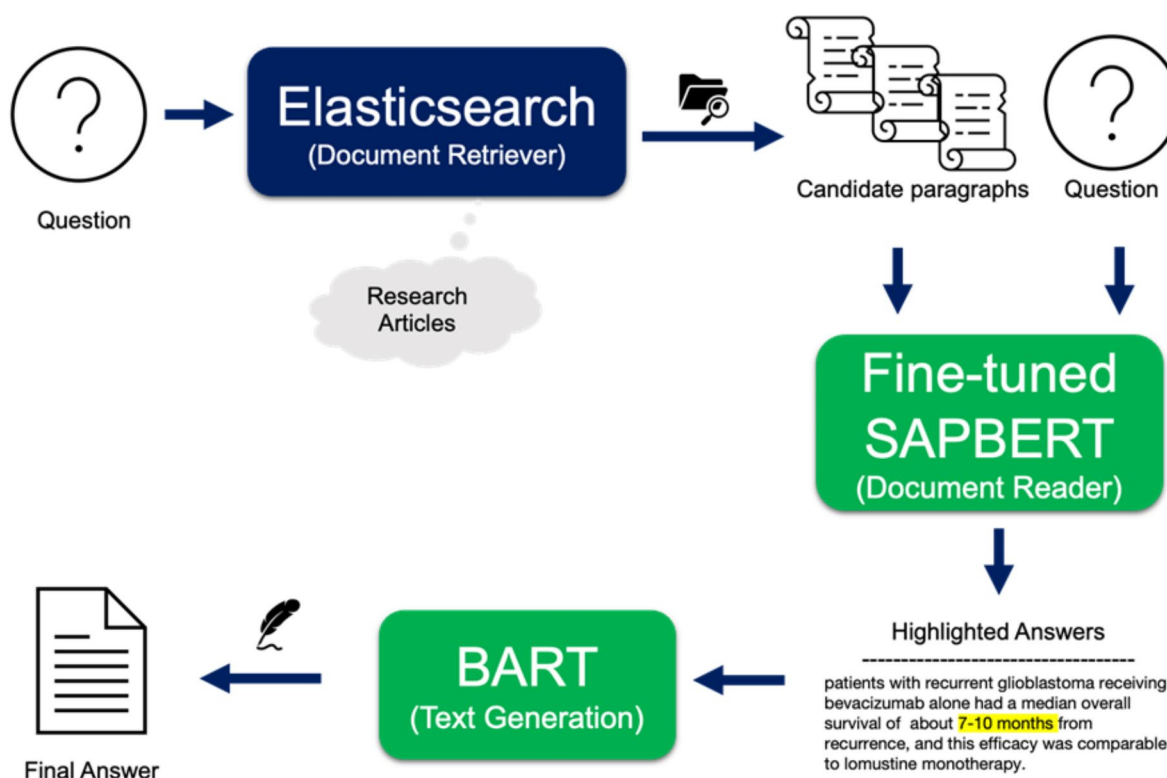 Question
Elasticsearch
(Document Retriever)
Research
Articles
Candidate paragraphs
Question
Fine-tuned
SAPBERT
(Document Reader)
Highlighted Answers
patients with recurrent glioblastoma receiving
bevacizumab alone had a median overall
survival of about 7-10 months from
recurrence, and this efficacy was comparable
to lomustine monotherapy.
BART
(Text Generation)
Final Answer